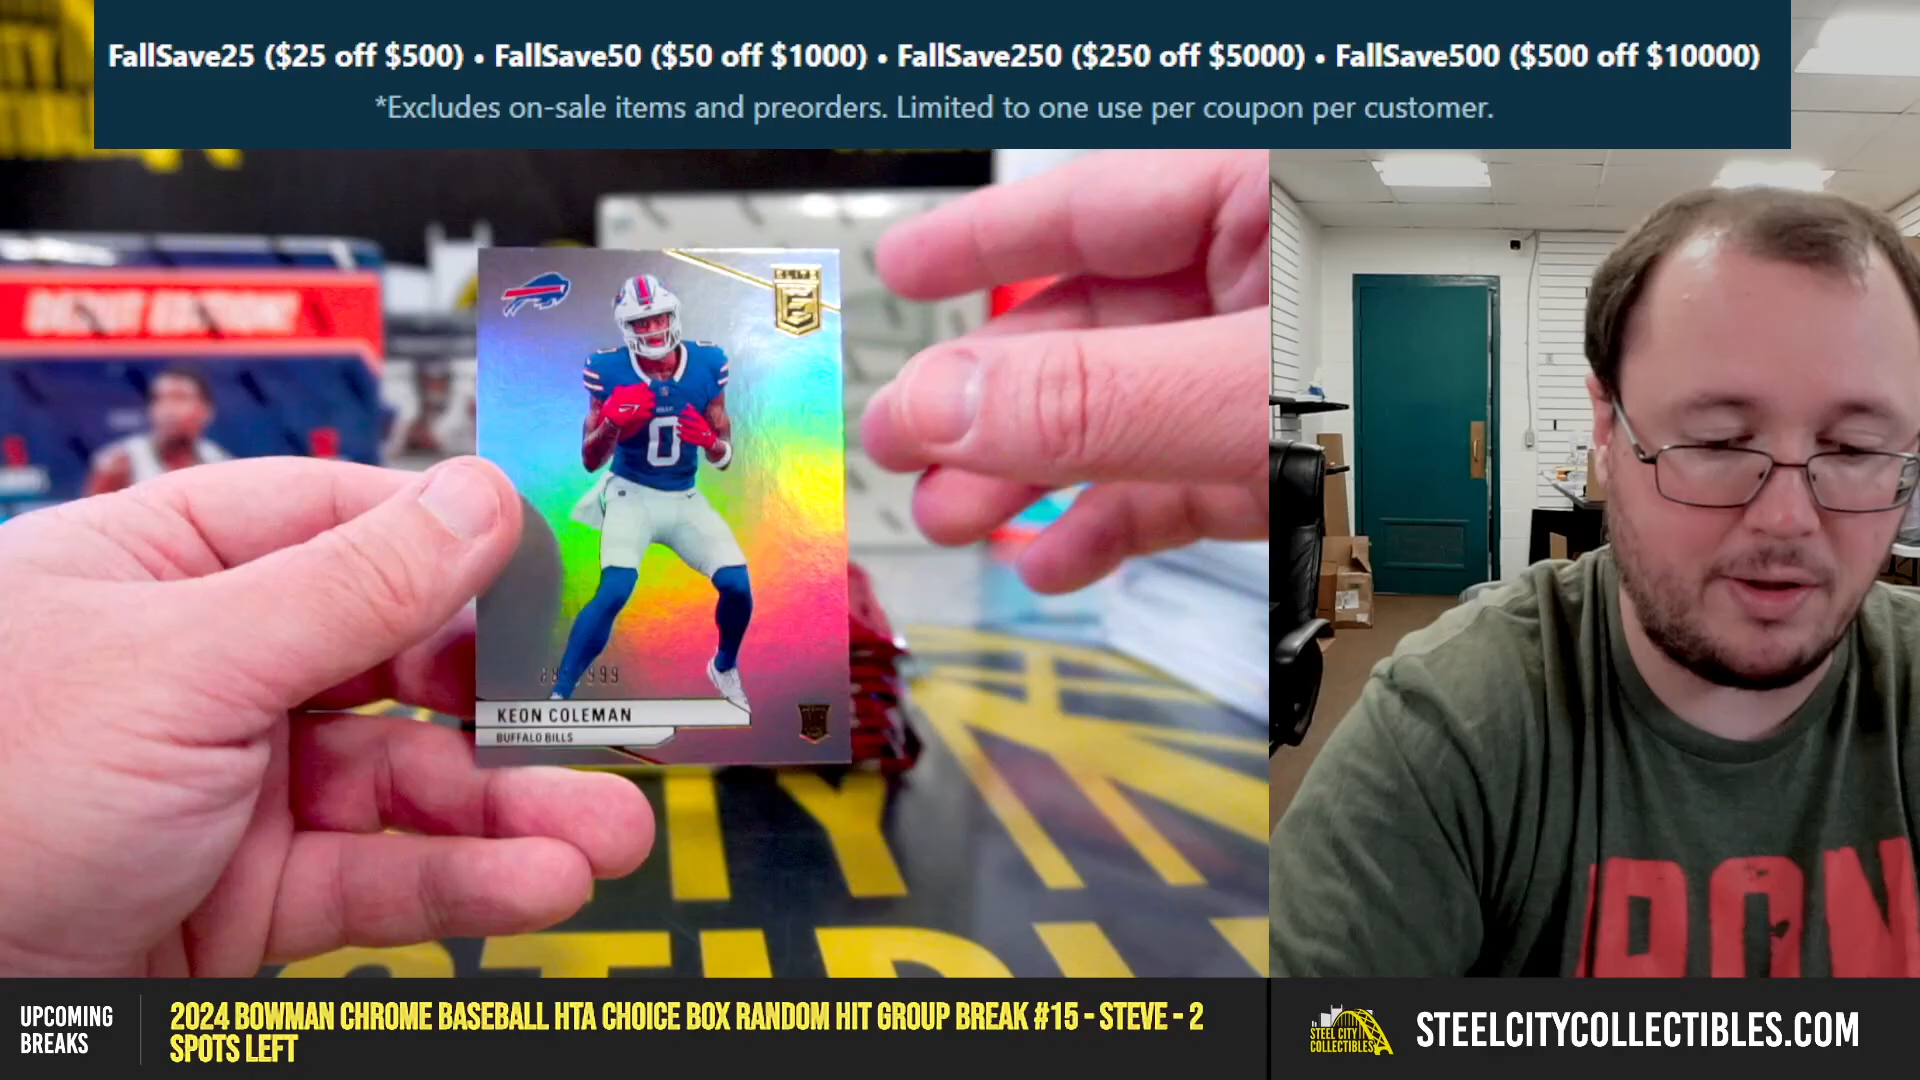 FallSave25 ($25 off $500) • FallSave50 ($50 off $1000) • FallSave250 ($250 off $5000) • FallSave500 ($500 off $10000)
*Excludes on-sale items and preorders. Limited to one use per coupon per customer.
ELITE
E
0
KEON COLEMAN
BUFFALO BILLS
IRON
UPCOMING
BREAKS
2024 BOWMAN CHROME BASEBALL HTA CHOICE BOX RANDOM HIT GROUP BREAK #15 - STEVE - 2
SPOTS LEFT
STEEL CITY
COLLECTIBLES
STEELCITYCOLLECTIBLES.COM